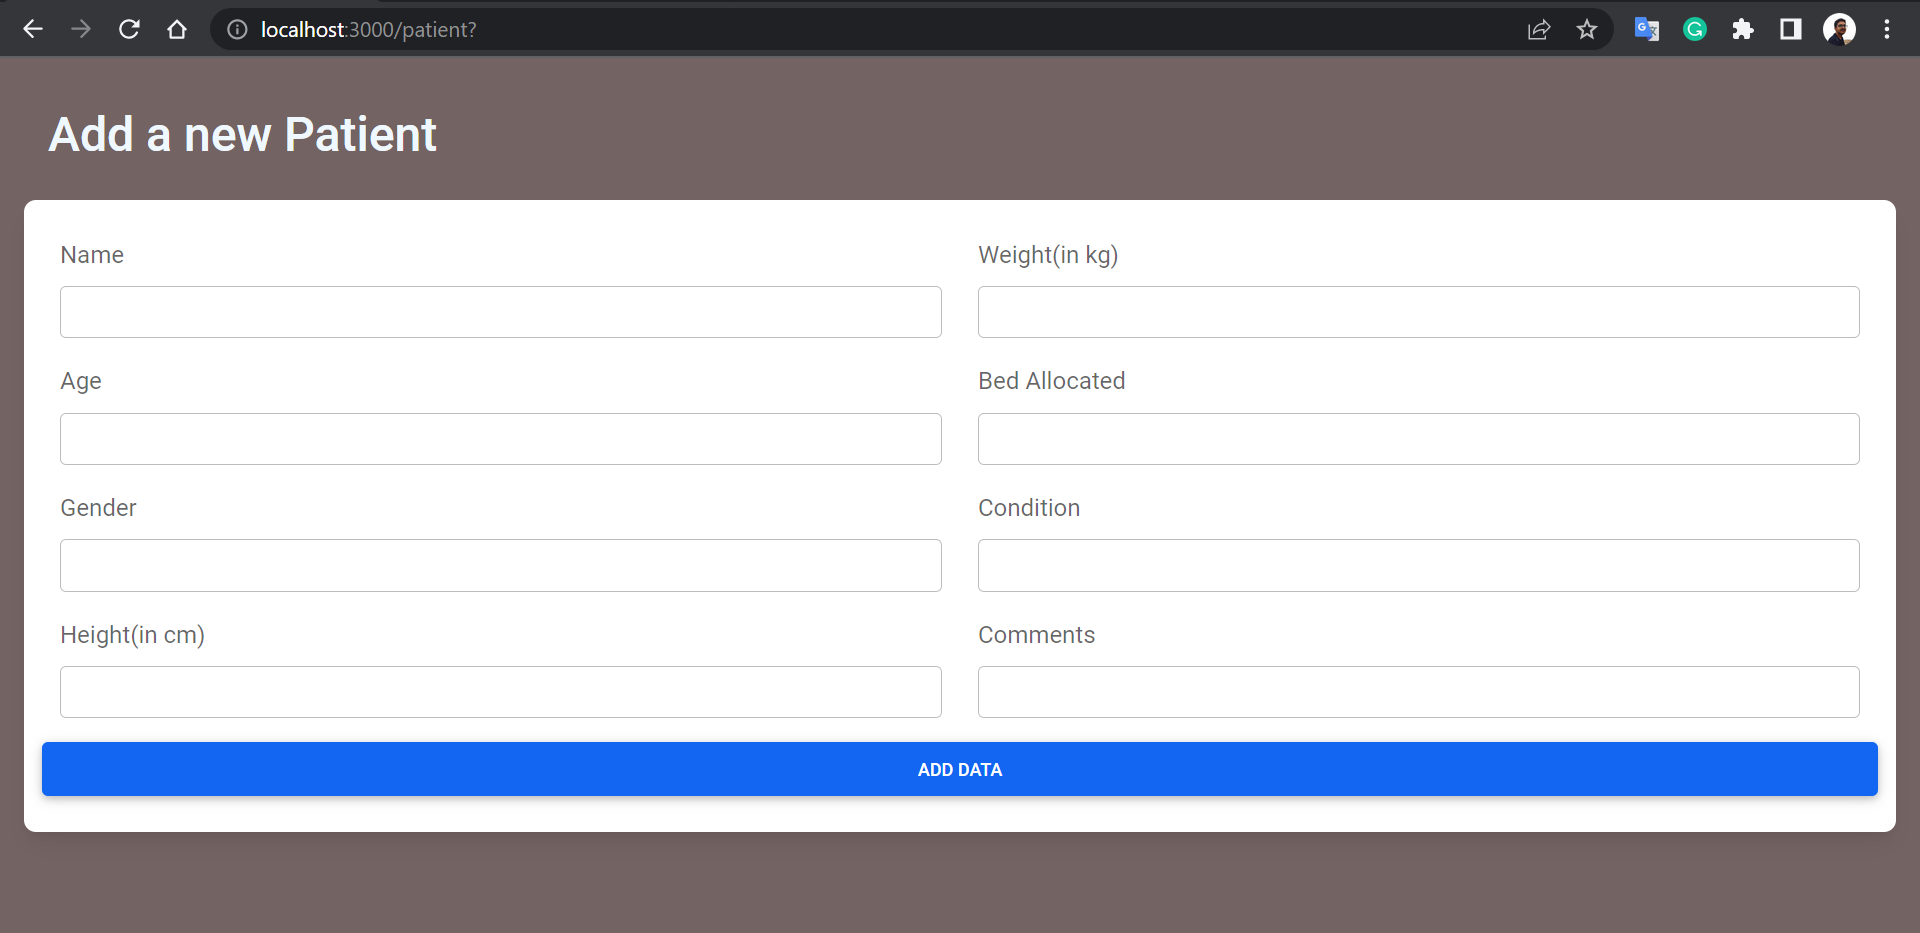 localhost:3000/patient?
Add a new Patient
Name
Weight(in kg)
Age
Bed Allocated
Gender
Condition
Height(in cm)
Comments
ADD DATA